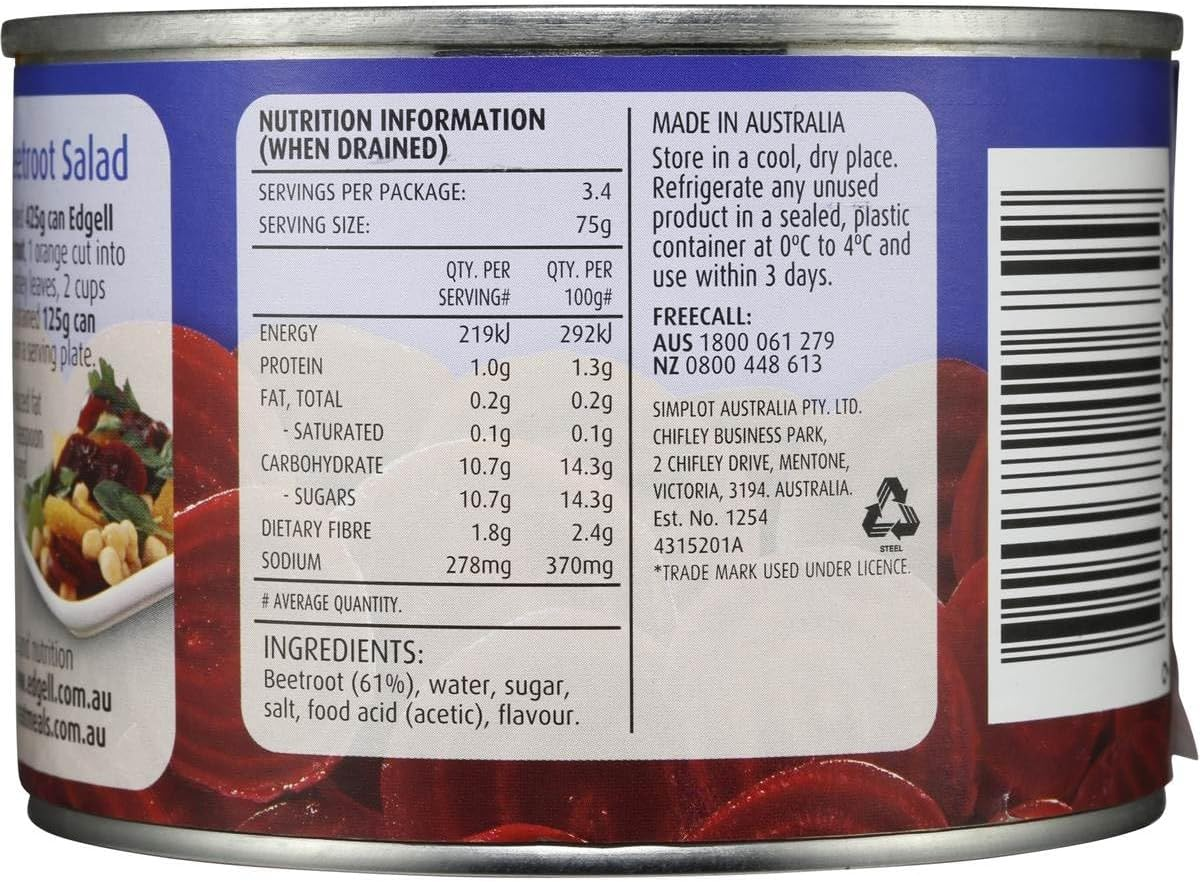 Salad
425g can Edgell
1 orange cut into
leaves, 2 cups
125g can
serving plate.
fat
nutrition
.edgell.com.au
meals.com.au
NUTRITION INFORMATION
(WHEN DRAINED)
SERVINGS PER PACKAGE: 3.4
SERVING SIZE: 75g
QTY. PER QTY. PER
SERVING# 100g#
ENERGY 219kJ 292kJ
PROTEIN 1.0g 1.3g
FAT, TOTAL 0.2g 0.2g
- SATURATED 0.1g 0.1g
CARBOHYDRATE 10.7g 14.3g
- SUGARS 10.7g 14.3g
DIETARY FIBRE 1.8g 2.4g
SODIUM 278mg 370mg
# AVERAGE QUANTITY.
INGREDIENTS:
Beetroot (61%), water, sugar,
salt, food acid (acetic), flavour.
MADE IN AUSTRALIA
Store in a cool, dry place.
Refrigerate any unused
product in a sealed, plastic
container at 0ºC to 4ºC and
use within 3 days.
FREECALL:
AUS 1800 061 279
NZ 0800 448 613
SIMPLOT AUSTRALIA PTY. LTD.
CHIFLEY BUSINESS PARK,
2 CHIFLEY DRIVE, MENTONE,
VICTORIA, 3194. AUSTRALIA.
Est. No. 1254
4315201A
STEEL
*TRADE MARK USED UNDER LICENCE.